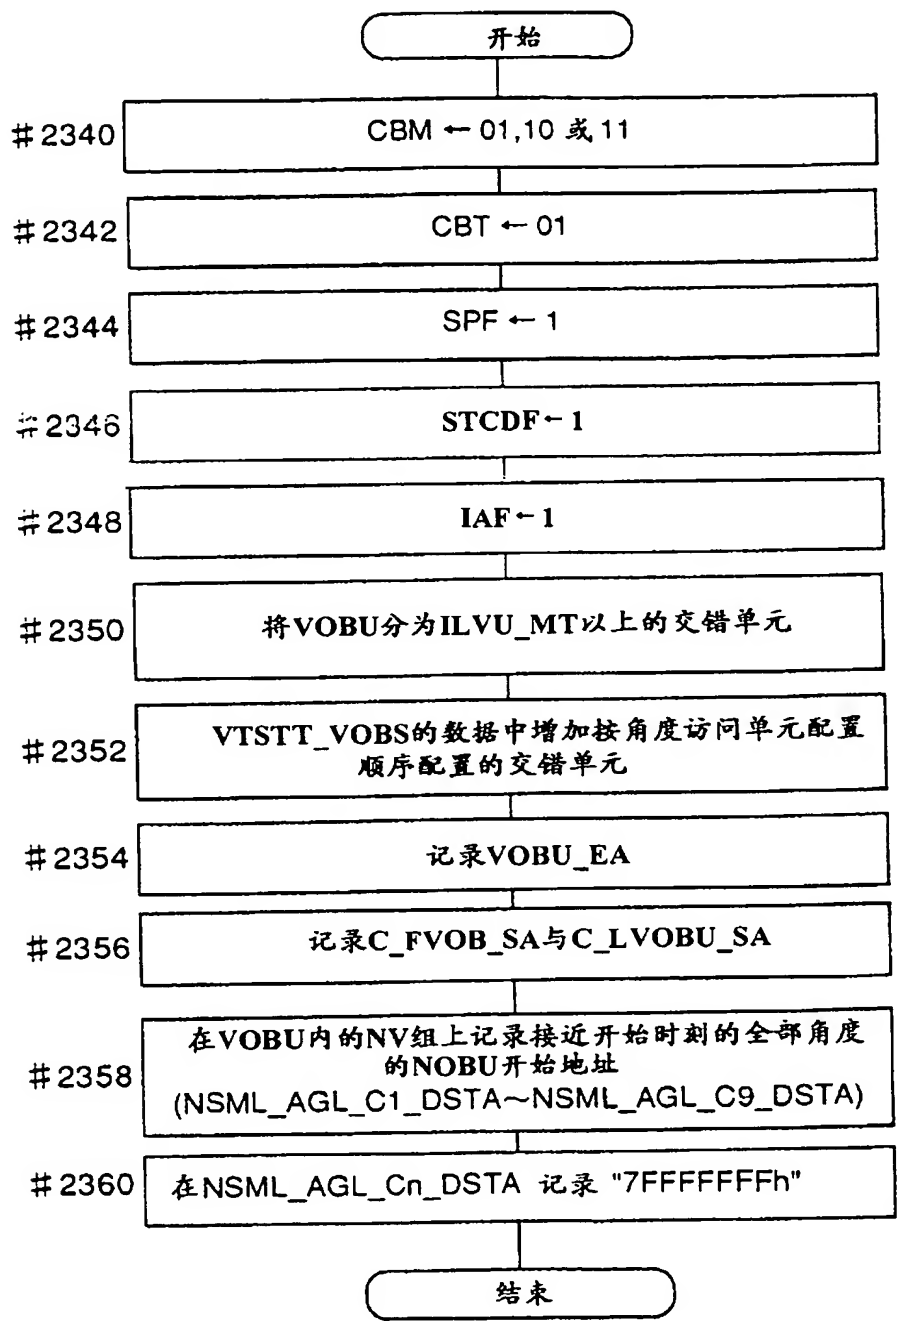 开始
#2340 CBM ← 01,10 或 11
#2342 CBT ← 01
#2344 SPF ← 1
#2346 STCDF ← 1
#2348 IAF ← 1
#2350 将VOBU分为ILVU_MT以上的交错单元
#2352 VTSTT_VOBS的数据中增加按角度访问单元配置
顺序配置的交错单元
#2354 记录VOBU_EA
#2356 记录C_FVOB_SA与C_LVOBU_SA
在VOBU内的NV组上记录接近开始时刻的全部角度
#2358 的NOBU开始地址
(NSML_AGL_C1_DSTA～NSML_AGL_C9_DSTA)
#2360 在NSML_AGL_Cn_DSTA 记录 "7FFFFFFFh"
结束